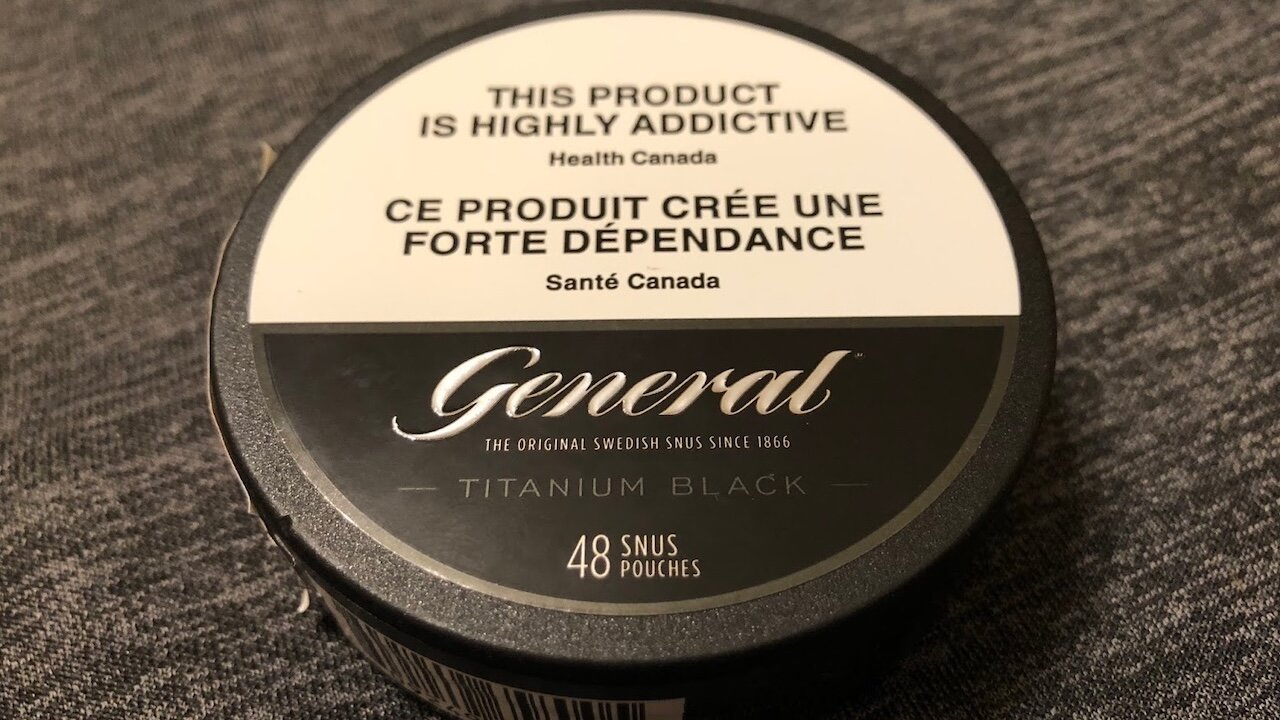 THIS PRODUCT
IS HIGHLY ADDICTIVE
Health Canada
CE PRODUIT CRÉE UNE
FORTE DÉPENDANCE
Santé Canada
General
THE ORIGINAL SWEDISH SNUS SINCE 1866
TITANIUM BLACK
48 SNUS
POUCHES